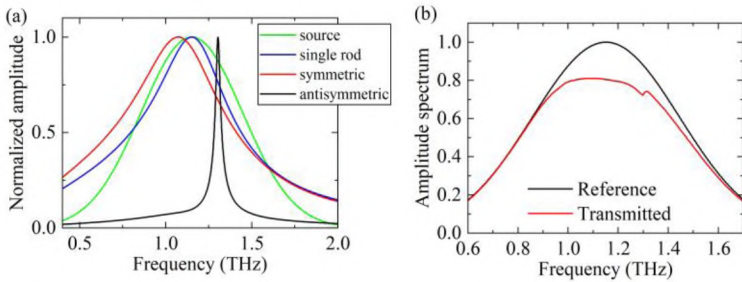 (a)
Normalized amplitude
1.0
0.5
0.0
source
single rod
symmetric
antisymmetric
0.5 1.0 1.5 2.0
Frequency (THz)
(b)
Amplitude spectrum
1.0
0.8
0.6
0.4
0.2
0.0
Reference
Transmitted
0.6 0.8 1.0 1.2 1.4 1.6
Frequency (THz)